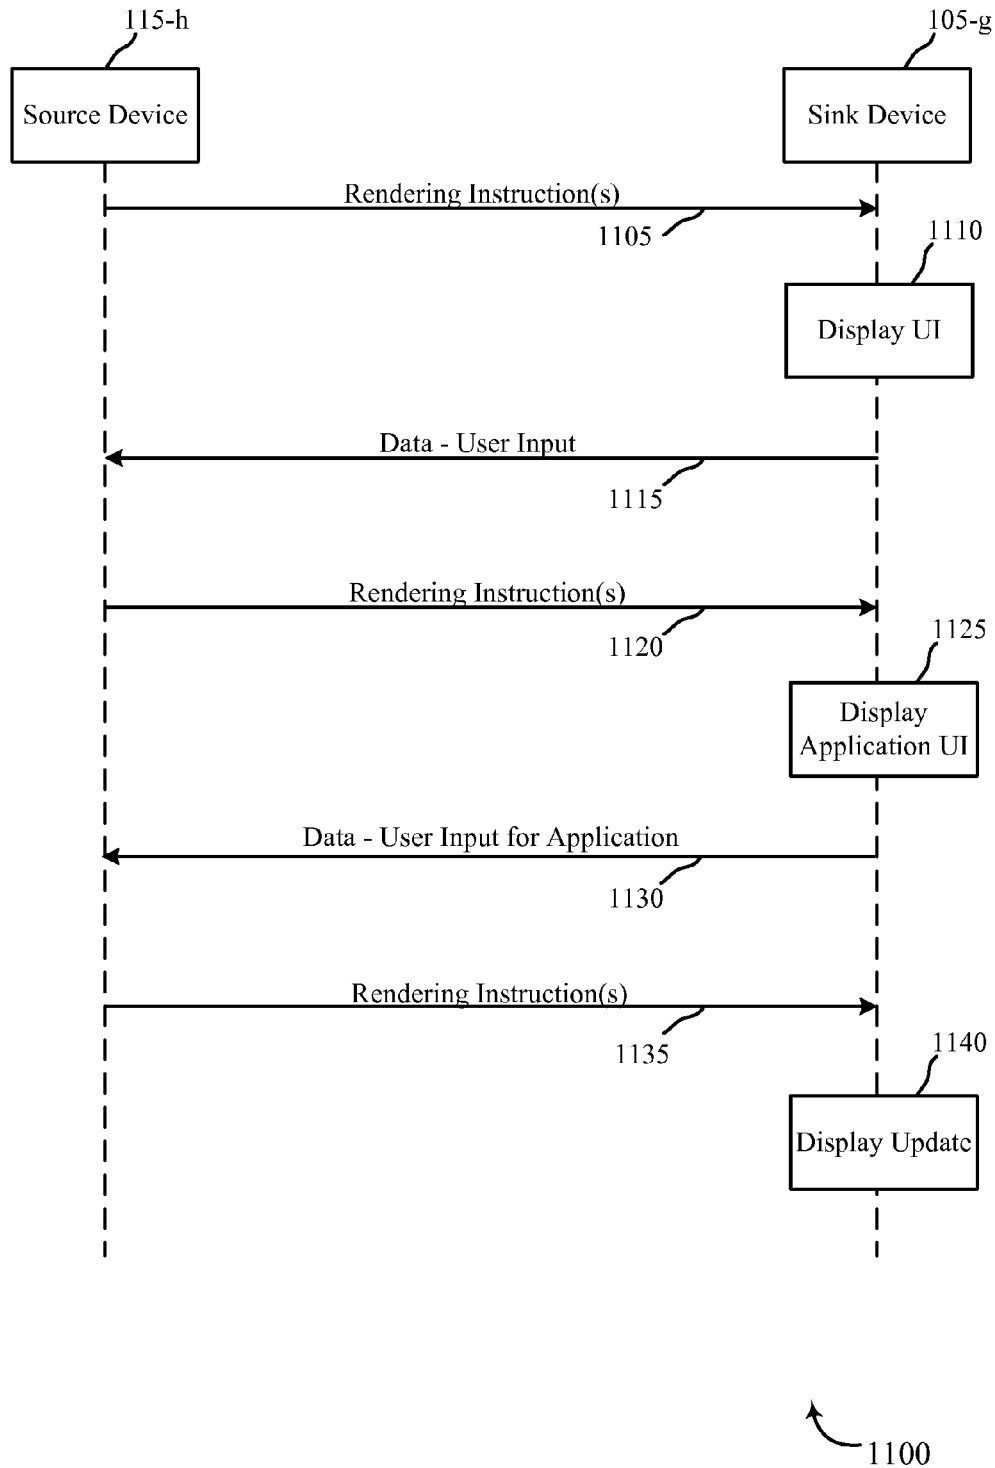 115-h
105-g
Source Device
Sink Device
Rendering Instruction(s)
1105
1110
Display UI
Data - User Input
1115
Rendering Instruction(s)
1120
1125
Display
Application UI
Data - User Input for Application
1130
Rendering Instruction(s)
1135
1140
Display Update
1100